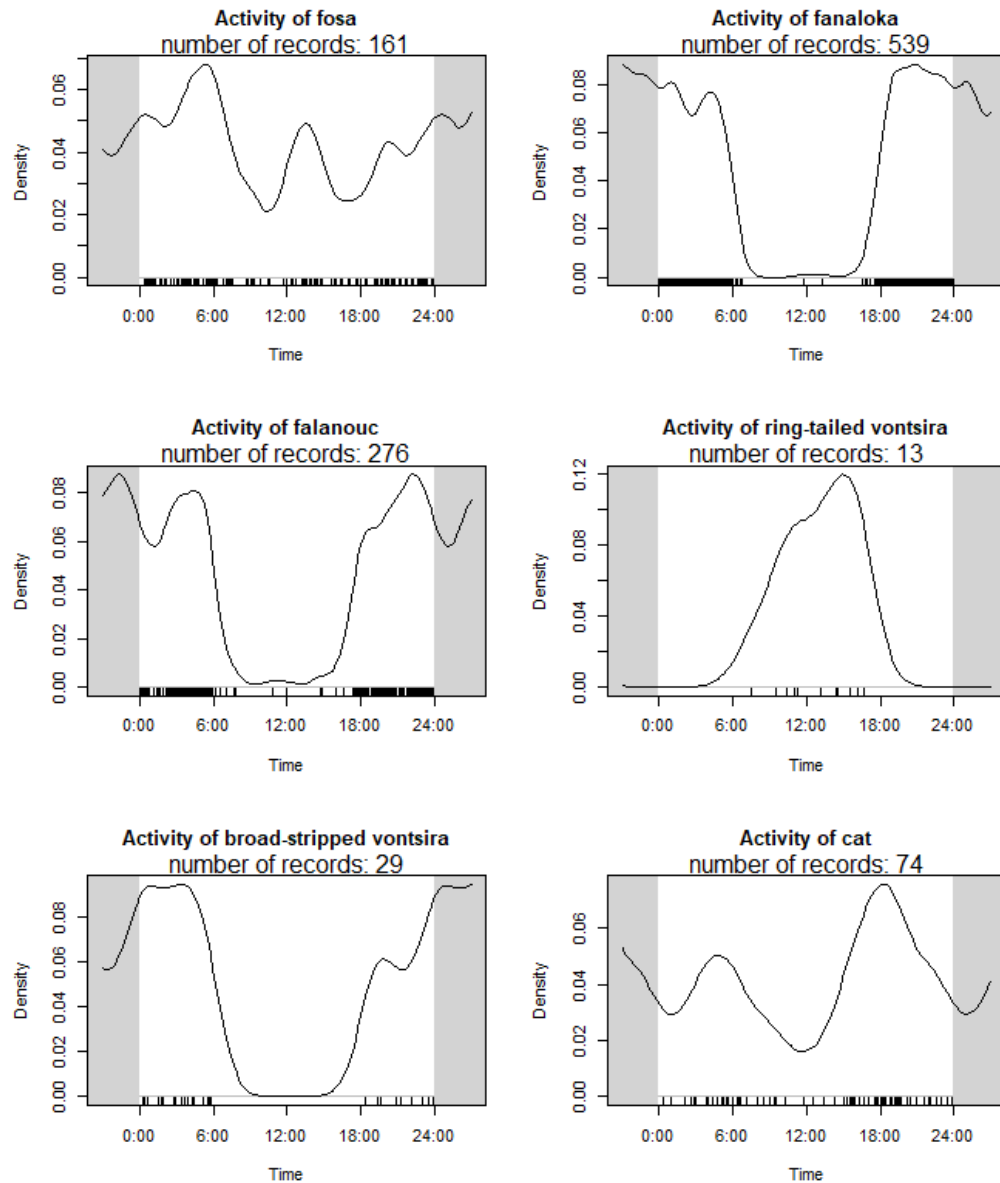 Activity of fosa
number of records: 161
Density
0.00
0.02
0.04
0.06
0:00 6:00 12:00 18:00 24:00
Time
Activity of fanaloka
number of records: 539
Density
0.00
0.02
0.04
0.06
0.08
0:00 6:00 12:00 18:00 24:00
Time
Activity of falanouc
number of records: 276
Density
0.00
0.02
0.04
0.06
0.08
0:00 6:00 12:00 18:00 24:00
Time
Activity of ring-tailed vontsira
number of records: 13
Density
0.00
0.04
0.08
0.12
0:00 6:00 12:00 18:00 24:00
Time
Activity of broad-stripped vontsira
number of records: 29
Density
0.00
0.02
0.04
0.06
0.08
0:00 6:00 12:00 18:00 24:00
Time
Activity of cat
number of records: 74
Density
0.00
0.02
0.04
0.06
0:00 6:00 12:00 18:00 24:00
Time